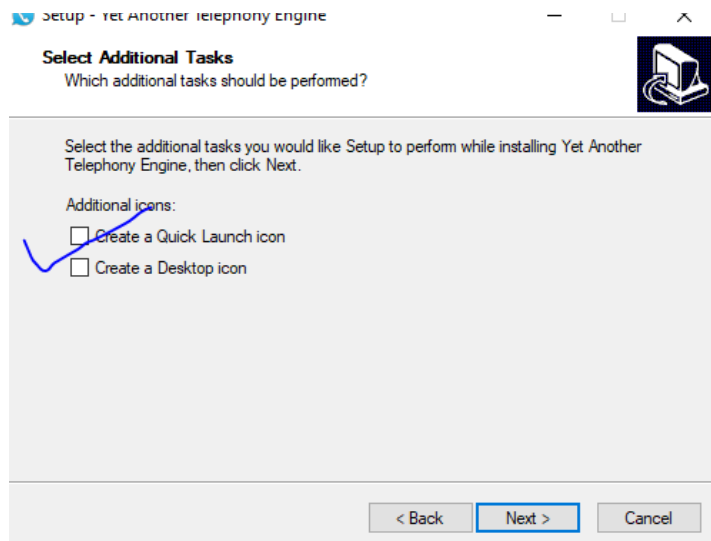 Setup - Yet Another Telephony Engine
Select Additional Tasks
Which additional tasks should be performed?
Select the additional tasks you would like Setup to perform while installing Yet Another
Telephony Engine, then click Next.
Additional icons:
Create a Quick Launch icon
Create a Desktop icon
< Back
Next >
Cancel